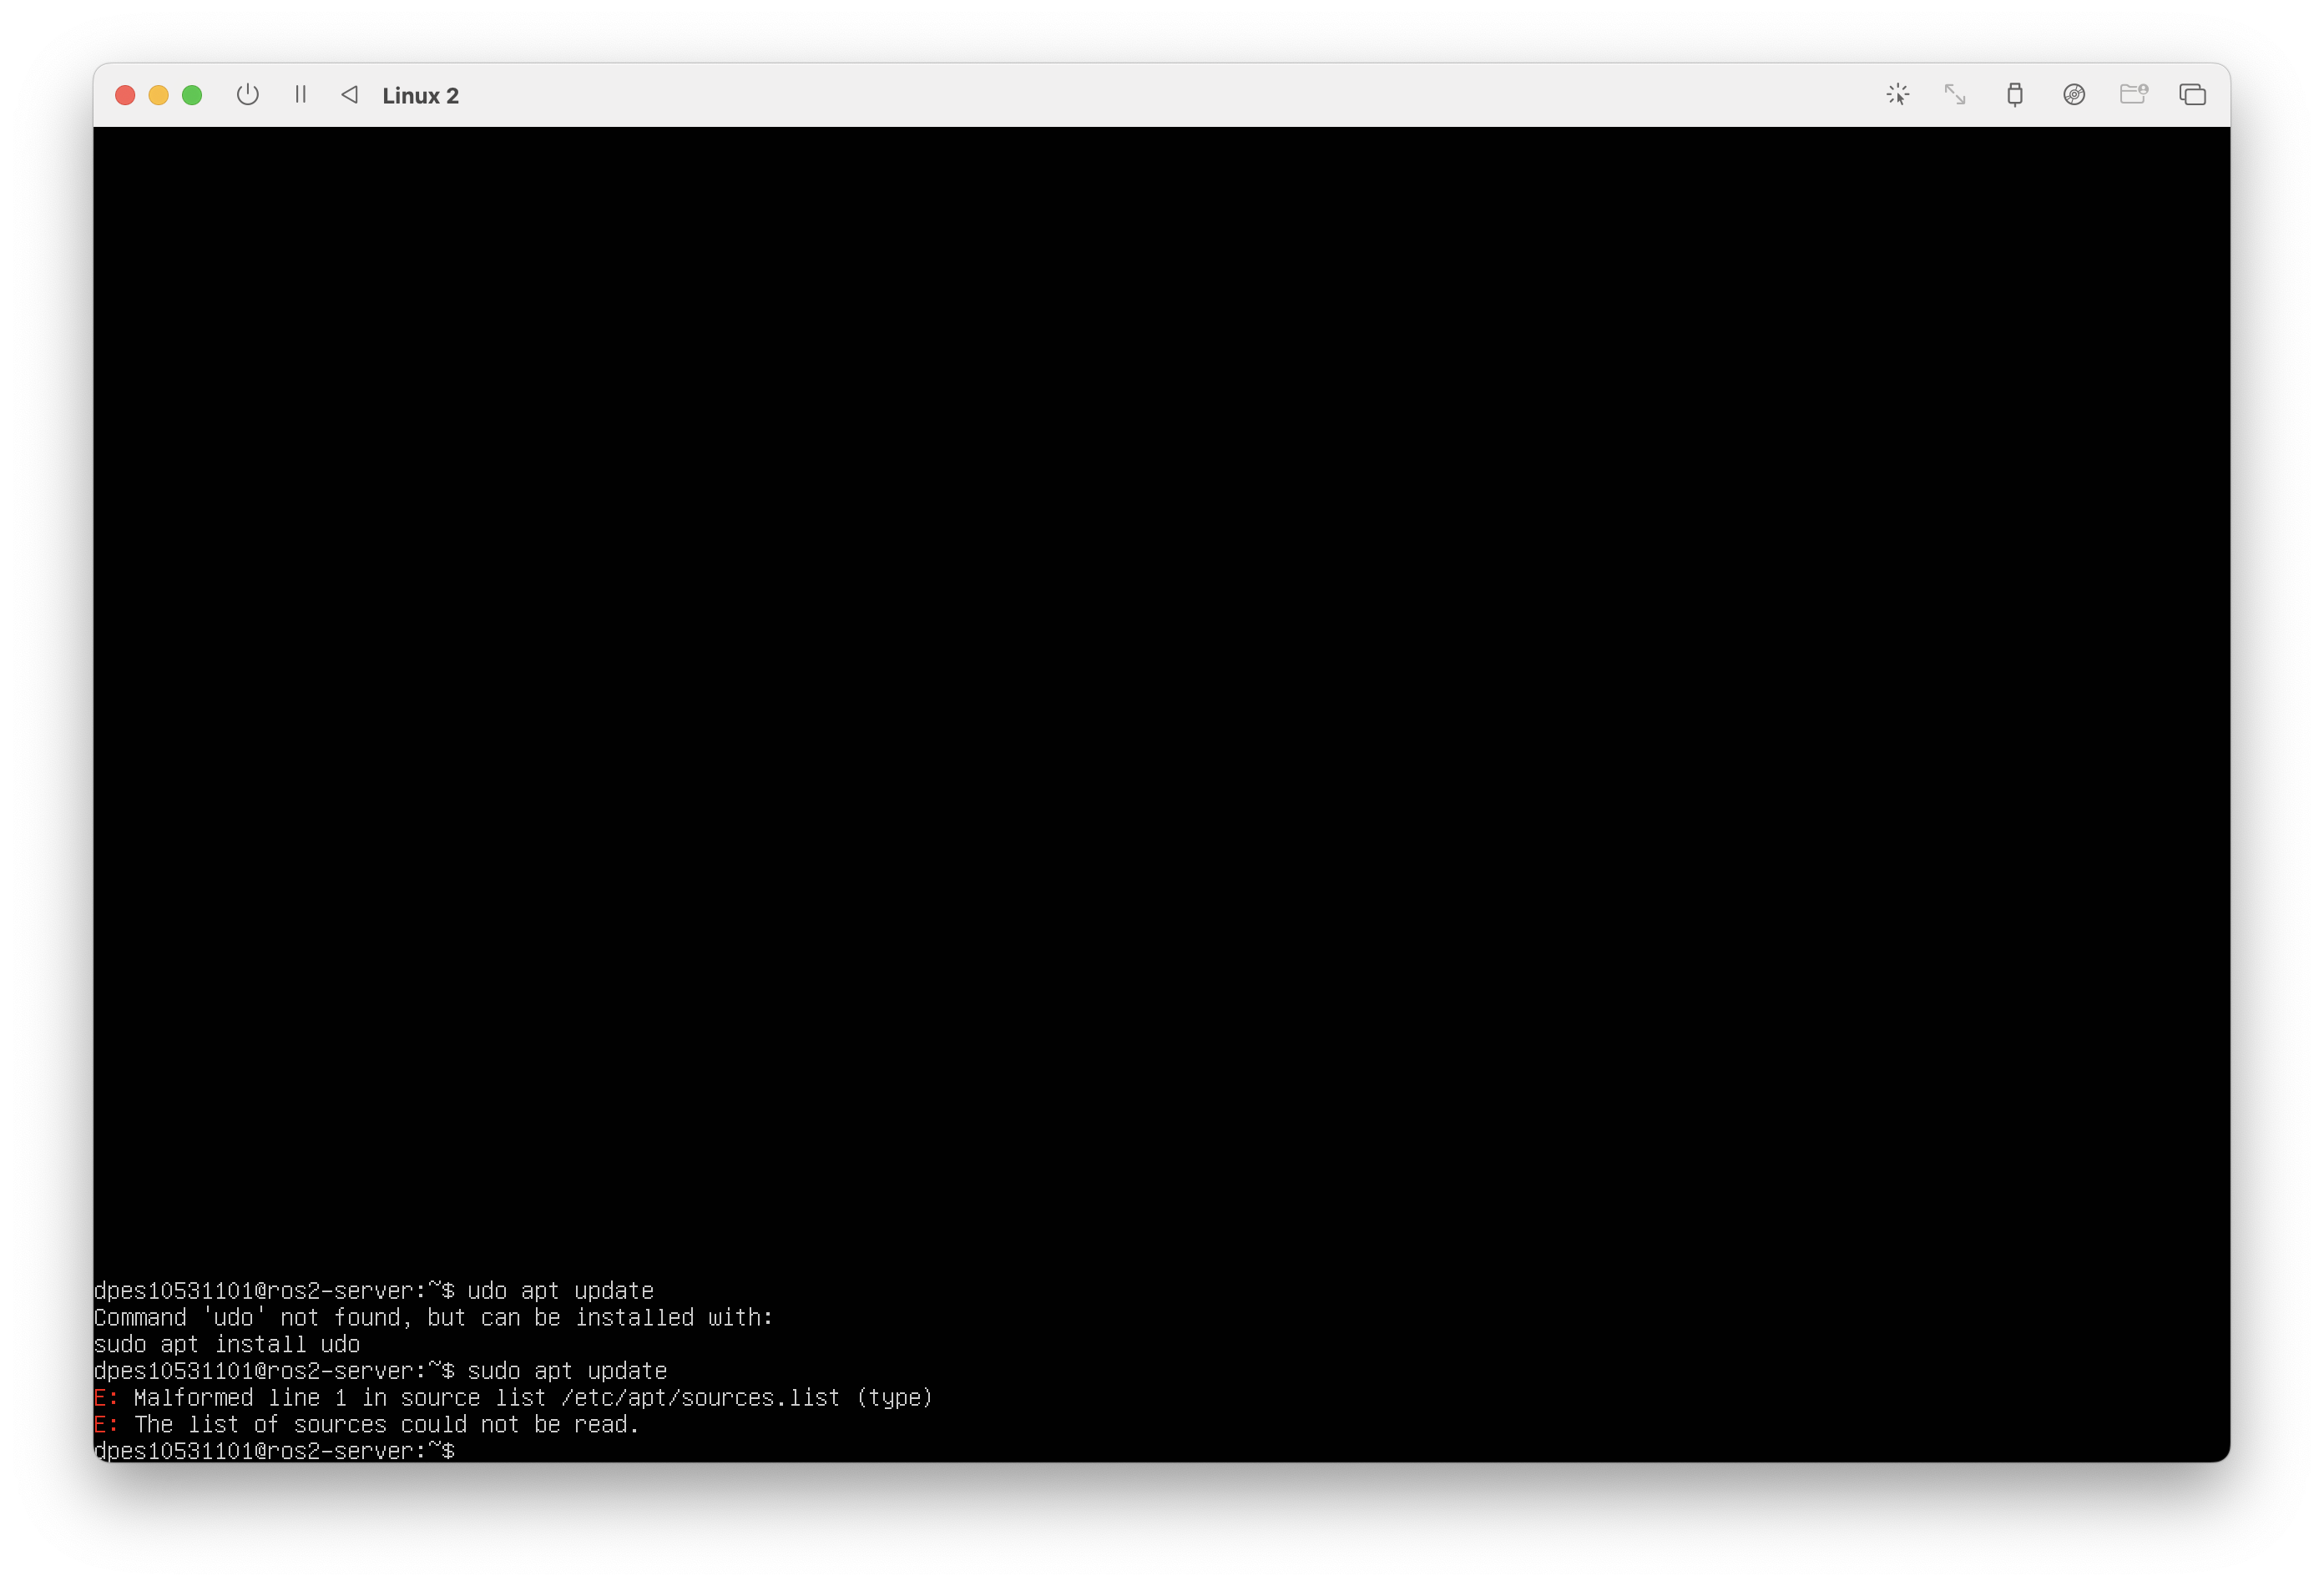 Linux 2
dpes10531101@ros2-server:~$ udo apt update
Command 'udo' not found, but can be installed with:
sudo apt install udo
dpes10531101@ros2-server:~$ sudo apt update
E: Malformed line 1 in source list /etc/apt/sources.list (type)
E: The list of sources could not be read.
dpes10531101@ros2-server:~$